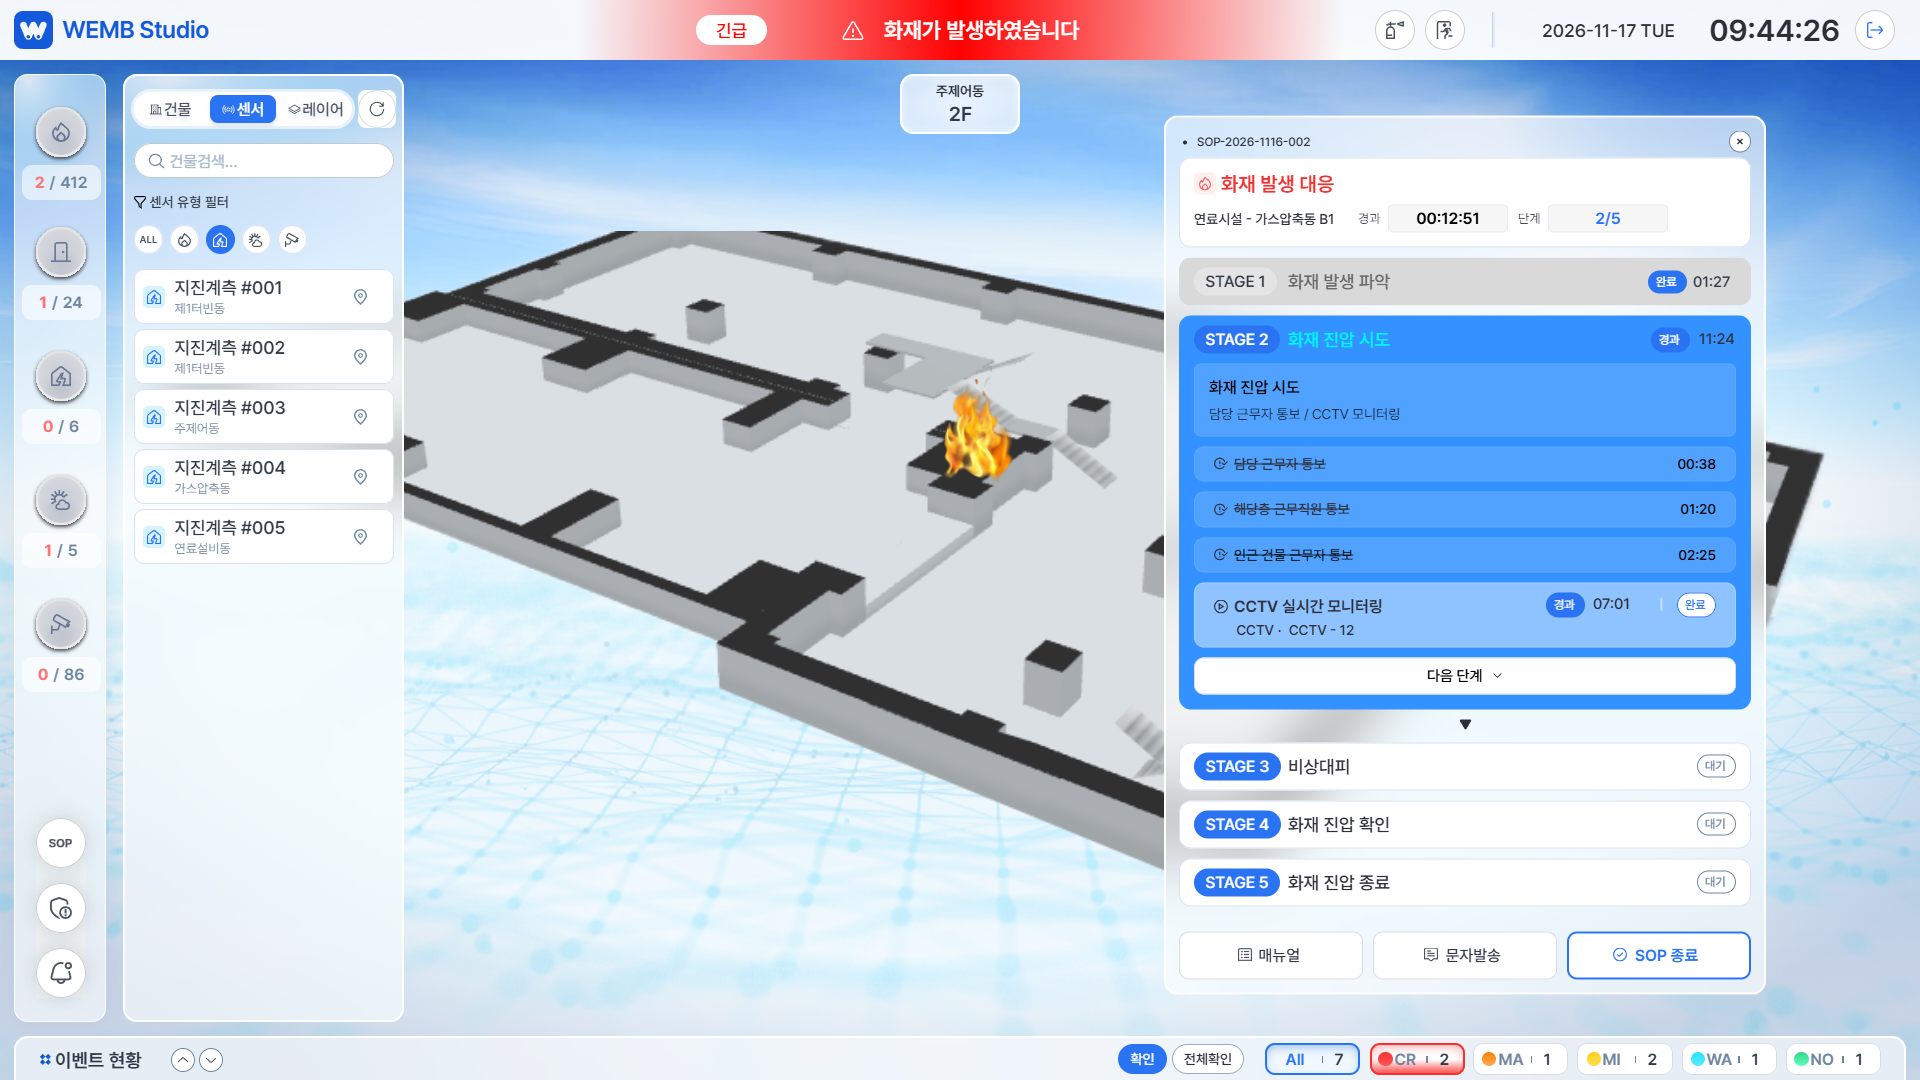 WEMB Studio
긴급
화재가 발생하였습니다
2026-11-17 TUE
09:44:26
2 / 412
1 / 24
0 / 6
1 / 5
0 / 86
SOP
건물
센서
레이어
건물검색...
센서 유형 필터
ALL
지진계측 #001
제1터빈동
지진계측 #002
제1터빈동
지진계측 #003
주제어동
지진계측 #004
가스압축동
지진계측 #005
연료설비동
주제어동
2F
• SOP-2026-1116-002
화재 발생 대응
연료시설 - 가스압축동 B1 경과 00:12:51 단계 2/5
STAGE 1 화재 발생 파악 완료 01:27
STAGE 2 화재 진압 시도 경과 11:24
화재 진압 시도
담당 근무자 통보 / CCTV 모니터링
담당 근무자 통보 00:38
해당층 근무직원 통보 01:20
인근 건물 근무자 통보 02:25
CCTV 실시간 모니터링 경과 07:01 완료
CCTV · CCTV - 12
다음 단계
STAGE 3 비상대피 대기
STAGE 4 화재 진압 확인 대기
STAGE 5 화재 진압 종료 대기
매뉴얼
문자발송
SOP 종료
이벤트 현황
확인
전체확인
All 7
CR 2
MA 1
MI 2
WA 1
NO 1